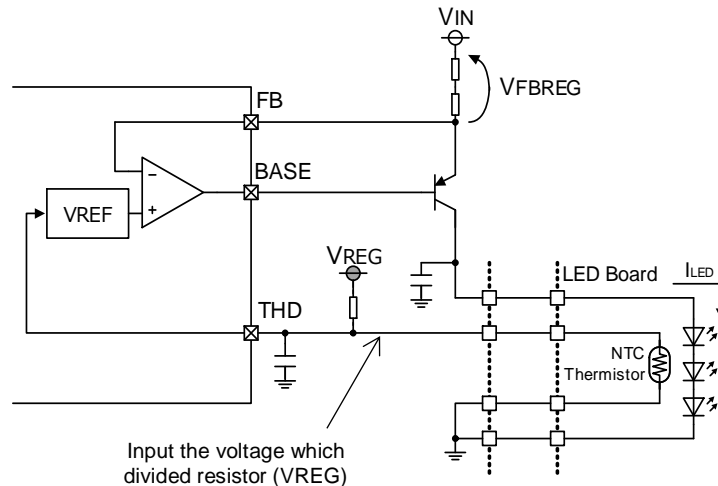 VIN
VFBREG
FB
BASE
−
+
VREF
VREG
THD
LED Board
ILED
NTC
Thermistor
Input the voltage which
divided resistor (VREG)